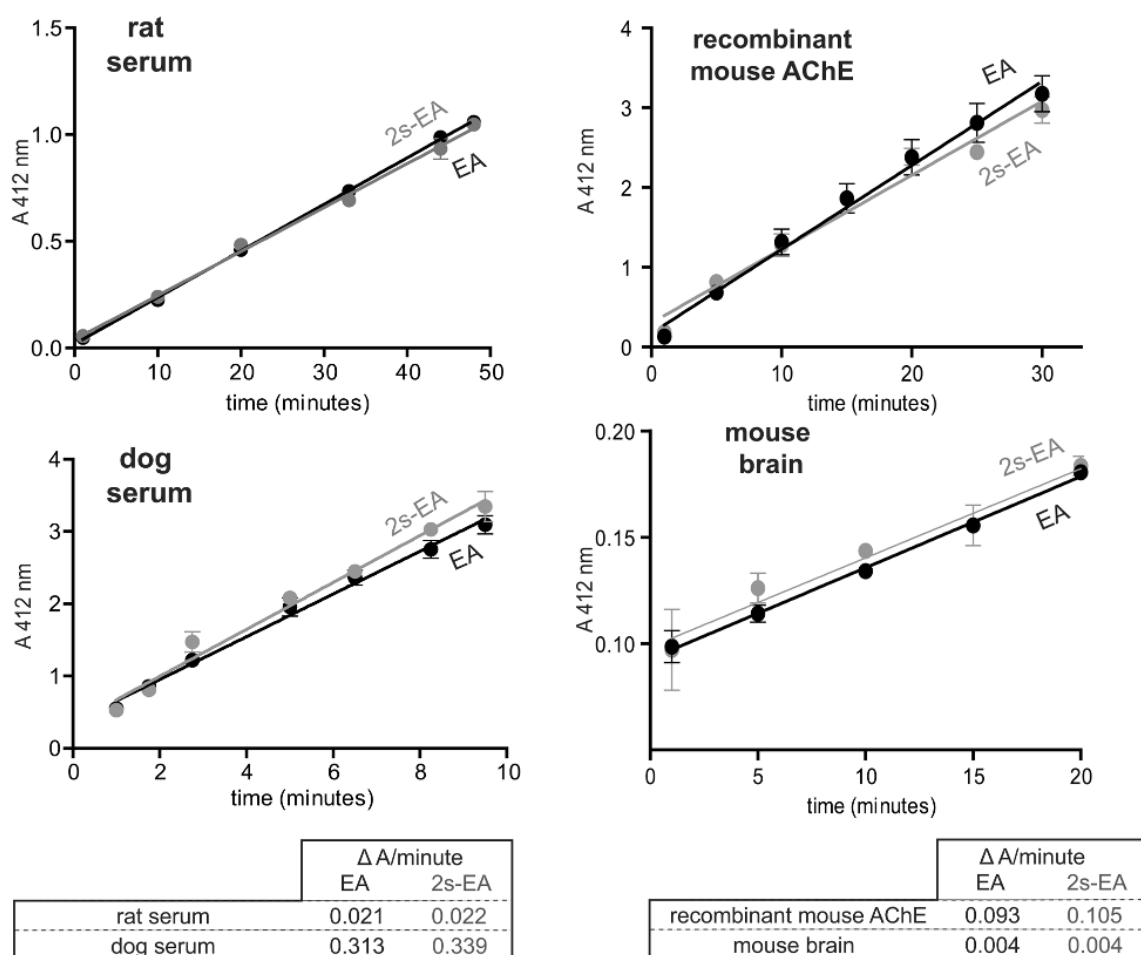 rat
serum
1.5
1.0
0.5
0.0
A 412 nm
2s-EA
EA
0 10 20 30 40 50
time (minutes)
recombinant
mouse AChE
4
3
2
1
0
A 412 nm
EA
2s-EA
0 10 20 30
time (minutes)
dog
serum
4
3
2
1
0
A 412 nm
2s-EA
EA
0 2 4 6 8 10
time (minutes)
mouse
brain
0.20
0.15
0.10
A 412 nm
2s-EA
EA
0 5 10 15 20
time (minutes)
Δ A/minute
EA 2s-EA
rat serum 0.021 0.022
dog serum 0.313 0.339
Δ A/minute
EA 2s-EA
recombinant mouse AChE 0.093 0.105
mouse brain 0.004 0.004